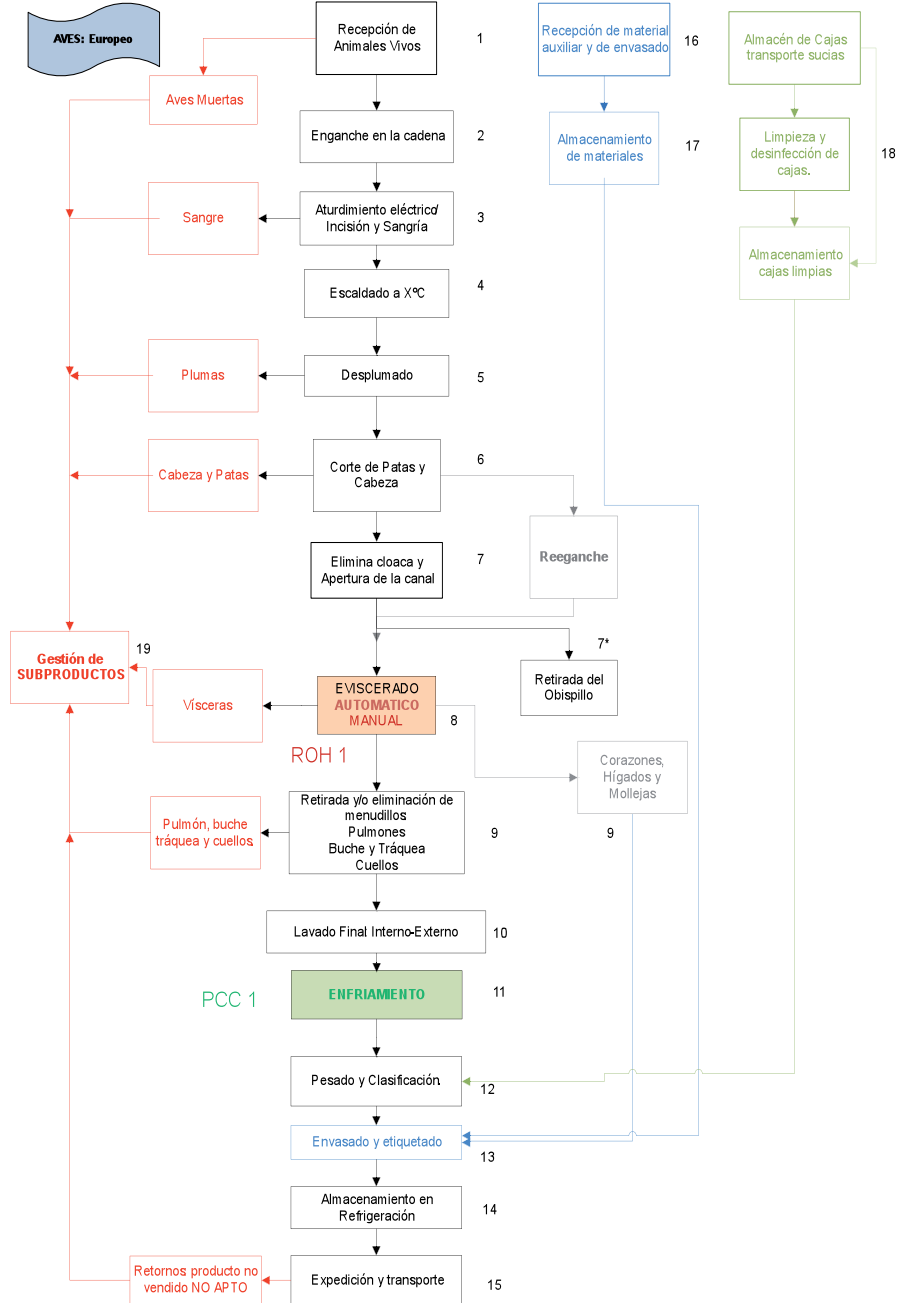 AVES: Europeo
Recepción de
Animales Vivos
1
Recepción de material
auxiliar y de envasado
16
Almacén de Cajas
transporte sucias
Aves Muertas
Enganche en la cadena
2
Almacenamiento
de materiales
17
Limpieza y
desinfección de
cajas.
18
Sangre
Aturdimiento eléctrico/
Incisión y Sangría
3
Almacenamiento
cajas limpias
Escaldado a XºC
4
Plumas
Desplumado
5
Cabeza y Patas
Corte de Patas y
Cabeza
6
Elimina cloaca y
Apertura de la canal
7
Reeganche
Gestión de
SUBPRODUCTOS
19
7*
Retirada del
Obispillo
Vísceras
EVISCERADO
AUTOMATICO
MANUAL
8
ROH 1
Corazones,
Hígados y
Mollejas
9
Pulmón, buche
tráquea y cuellos.
Retirada y/o eliminación de
menudillos:
Pulmones
Buche y Tráquea
Cuellos
9
Lavado Final: Interno-Externo
10
PCC 1
ENFRIAMIENTO
11
Pesado y Clasificación.
12
Envasado y etiquetado
13
Almacenamiento en
Refrigeración
14
Retornos: producto no
vendido NO APTO
Expedición y transporte
15